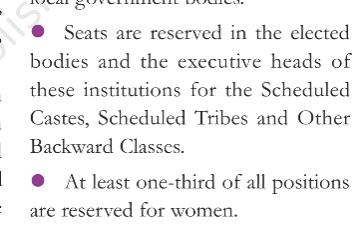 local government bodies.
● Seats are reserved in the elected
bodies and the executive heads of
these institutions for the Scheduled
Castes, Scheduled Tribes and Other
Backward Classes.
● At least one-third of all positions
are reserved for women.